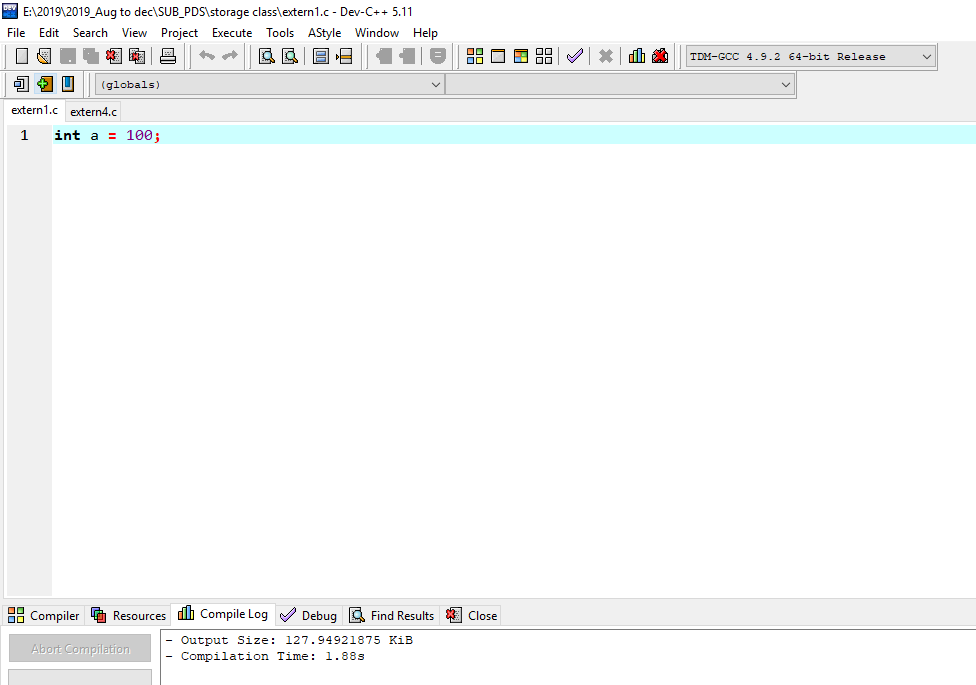 E:\2019\2019_Aug to dec\SUB_PDS\storage class\extern1.c - Dev-C++ 5.11
File Edit Search View Project Execute Tools AStyle Window Help
TDM-GCC 4.9.2 64-bit Release
(globals)
extern1.c extern4.c
1 int a = 100;
Compiler Resources Compile Log Debug Find Results Close
Abort Compilation
- Output Size: 127.94921875 KiB
- Compilation Time: 1.88s